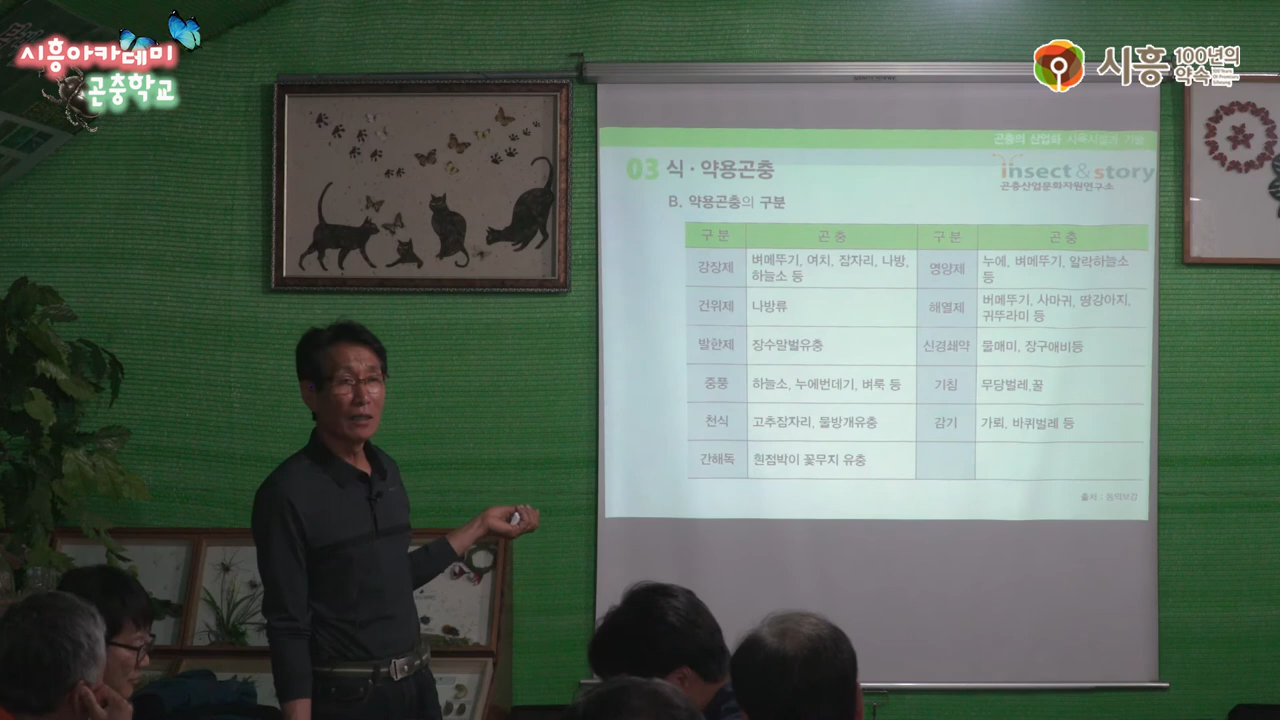 시흥아카데미
곤충학교
시흥 100년의
약속
곤충의 산업화 사육시설과 기술
03 식·약용곤충
insect & story
곤충산업문화자원연구소
B. 약용곤충의 구분
구 분 곤 충 구 분 곤 충
강장제 벼메뚜기, 여치, 잠자리, 나방, 하늘소 등 영양제 누에, 벼메뚜기, 알락하늘소 등
건위제 나방류 해열제 버메뚜기, 사마귀, 땅강아지, 귀뚜라미 등
발한제 장수말벌유충 신경쇄약 물매미, 장구애비등
중풍 하늘소, 누에번데기, 벼룩 등 기침 무당벌레,꿀
천식 고추잠자리, 물방개유충 감기 가뢰, 바퀴벌레 등
간해독 흰점박이 꽃무지 유충
출처 : 동의보감